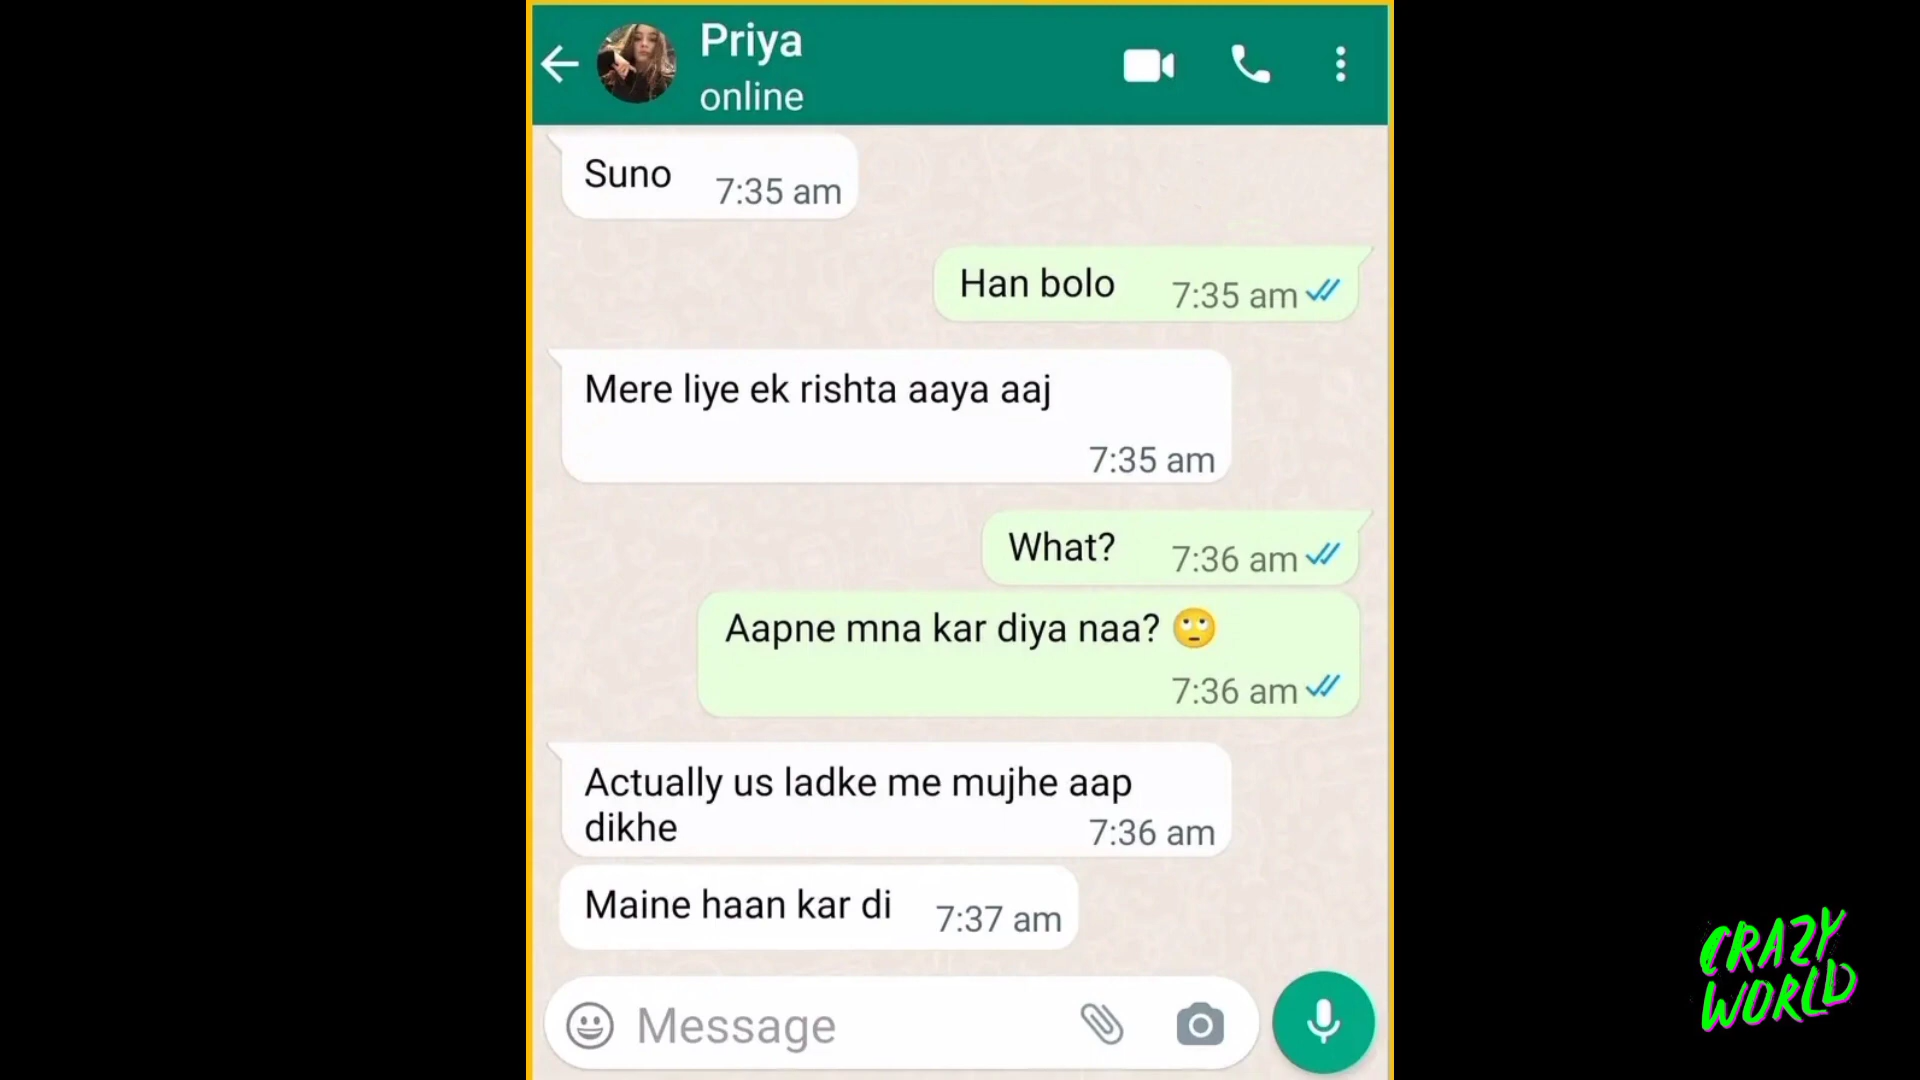 Priya
online
Suno
7:35 am
Han bolo
7:35 am
Mere liye ek rishta aaya aaj
7:35 am
What?
7:36 am
Aapne mna kar diya naa? 🙄
7:36 am
Actually us ladke me mujhe aap
dikhe
7:36 am
Maine haan kar di
7:37 am
Message
CRAZY
WORLD